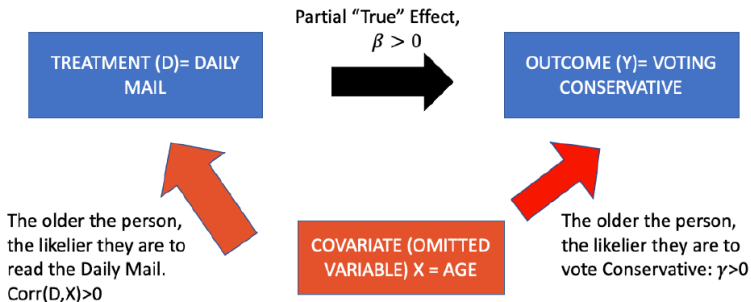 Partial “True” Effect,
β > 0
TREATMENT (D)= DAILY
MAIL
OUTCOME (Y)= VOTING
CONSERVATIVE
The older the person,
the likelier they are to
read the Daily Mail.
Corr(D,X)>0
COVARIATE (OMITTED
VARIABLE) X = AGE
The older the person,
the likelier they are to
vote Conservative: γ>0